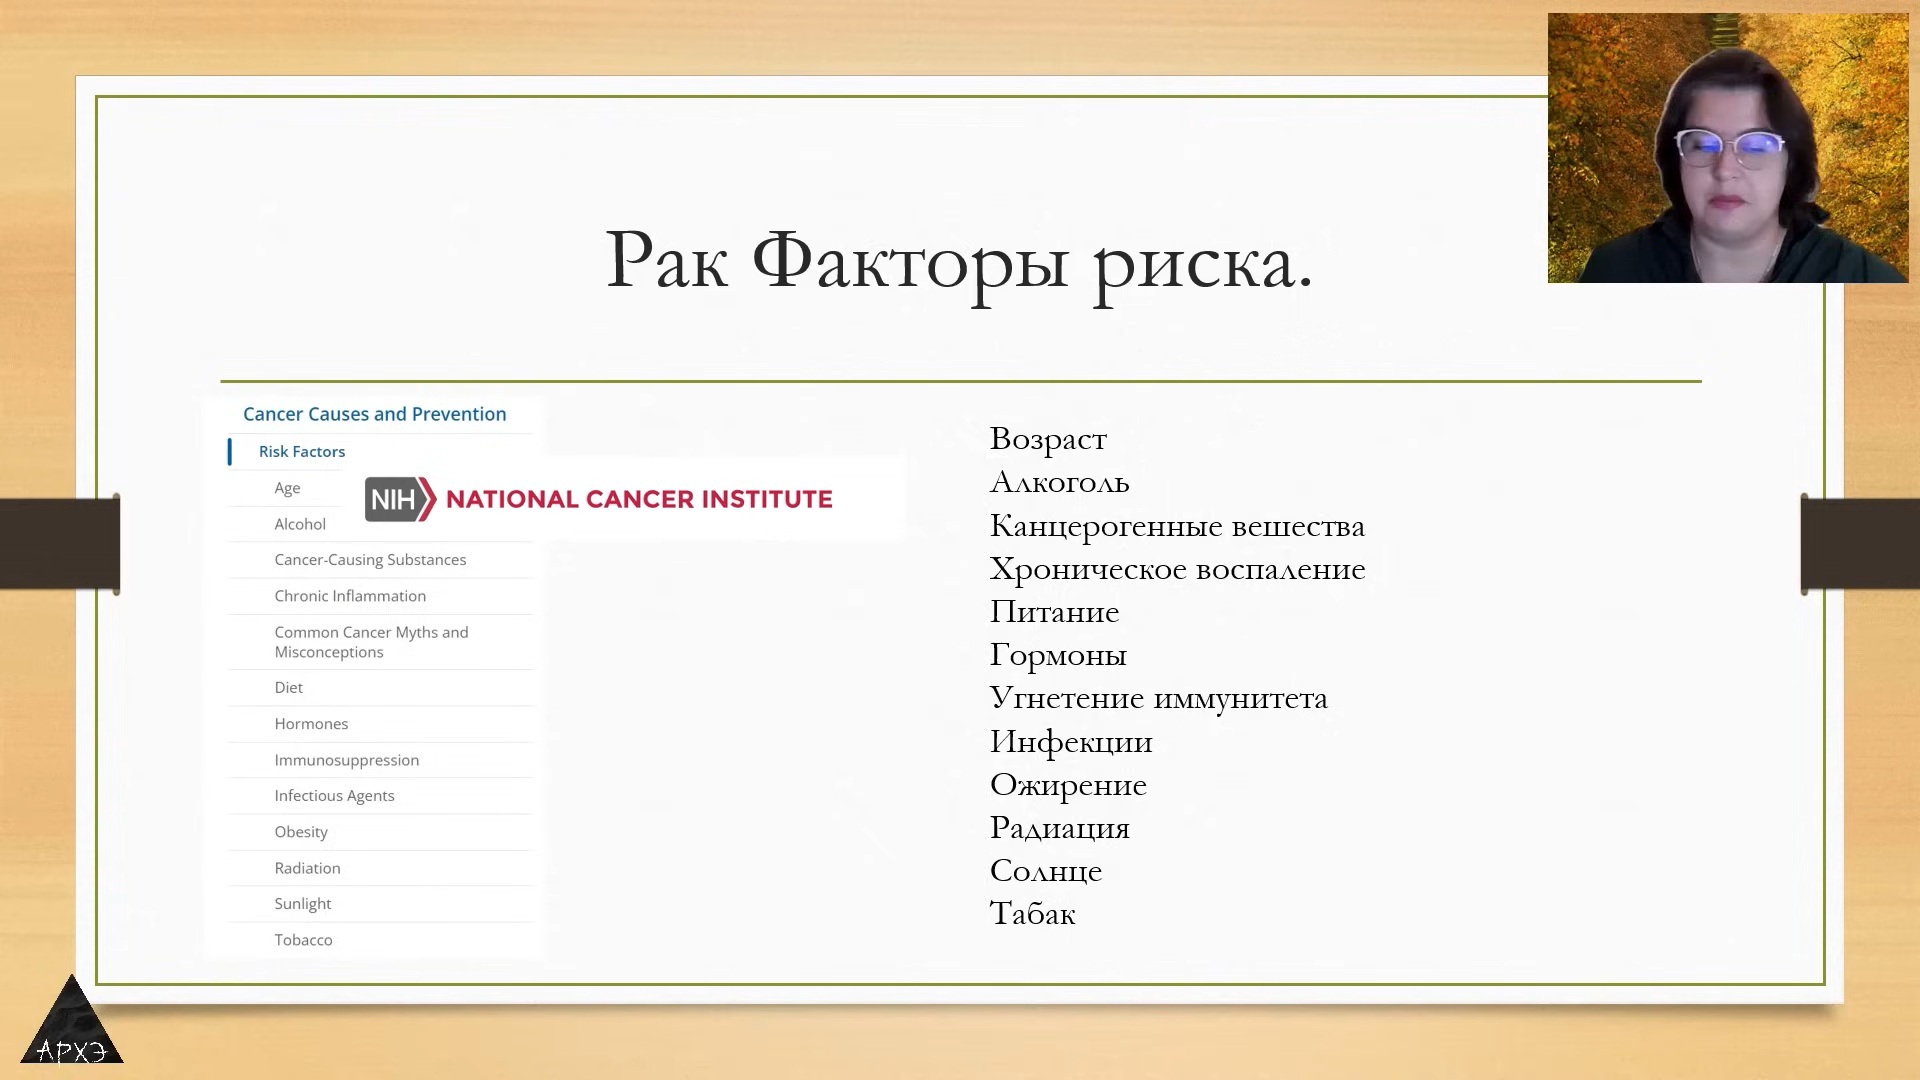 Рак Факторы риска.
Cancer Causes and Prevention
Risk Factors
Age
NIH NATIONAL CANCER INSTITUTE
Alcohol
Cancer-Causing Substances
Chronic Inflammation
Common Cancer Myths and
Misconceptions
Diet
Hormones
Immunosuppression
Infectious Agents
Obesity
Radiation
Sunlight
Tobacco
Возраст
Алкоголь
Канцерогенные вешества
Хроническое воспаление
Питание
Гормоны
Угнетение иммунитета
Инфекции
Ожирение
Радиация
Солнце
Табак
АРХЭ